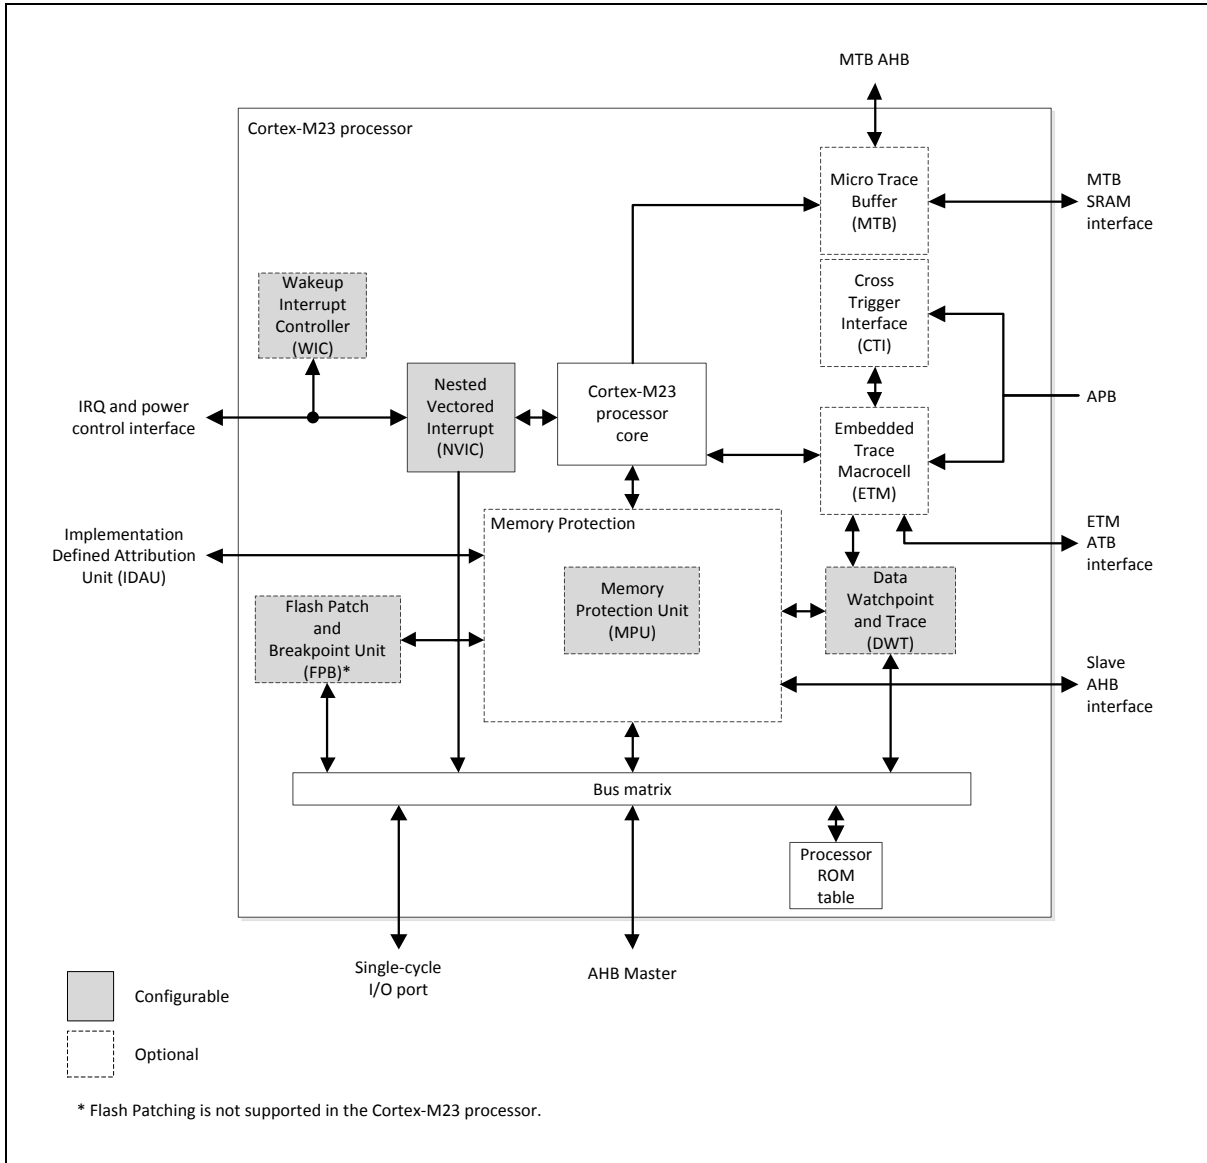 MTB AHB
Cortex-M23 processor
Micro Trace
Buffer
(MTB)
MTB
SRAM
interface
Wakeup
Interrupt
Controller
(WIC)
Cross
Trigger
Interface
(CTI)
IRQ and power
control interface
Nested
Vectored
Interrupt
(NVIC)
Cortex-M23
processor
core
APB
Embedded
Trace
Macrocell
(ETM)
Implementation
Defined Attribution
Unit (IDAU)
Memory Protection
ETM
ATB
interface
Memory
Protection Unit
(MPU)
Data
Watchpoint
and Trace
(DWT)
Flash Patch
and
Breakpoint Unit
(FPB)*
Slave
AHB
interface
Bus matrix
Processor
ROM
table
Single-cycle
I/O port
AHB Master
Configurable
Optional
* Flash Patching is not supported in the Cortex-M23 processor.